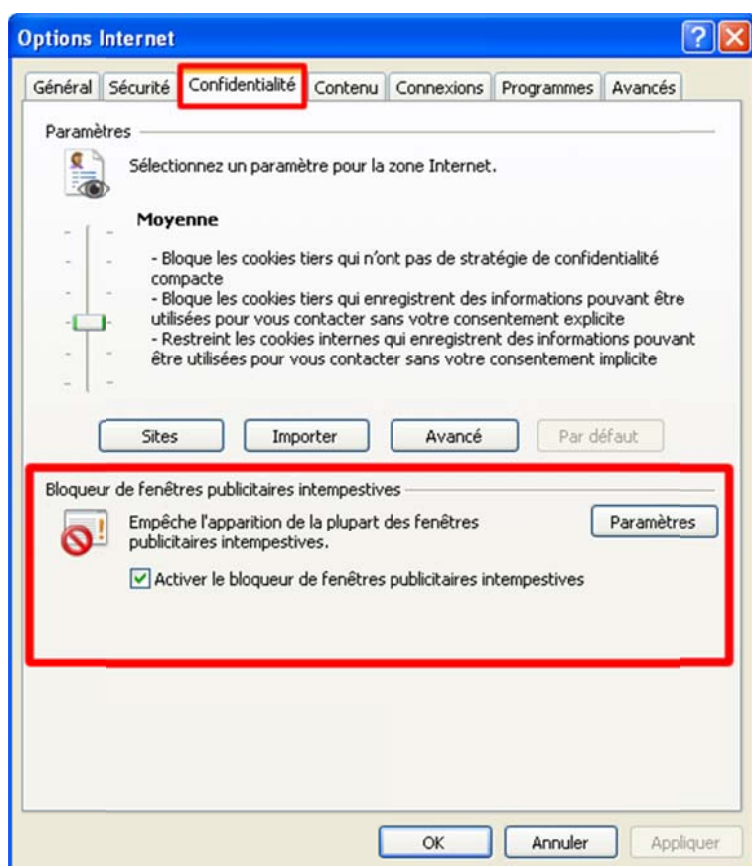 Options Internet
Général Sécurité Confidentialité Contenu Connexions Programmes Avancés
Paramètres
Sélectionnez un paramètre pour la zone Internet.
Moyenne
- Bloque les cookies tiers qui n'ont pas de stratégie de confidentialité
compacte
- Bloque les cookies tiers qui enregistrent des informations pouvant être
utilisées pour vous contacter sans votre consentement explicite
- Restreint les cookies internes qui enregistrent des informations pouvant
être utilisées pour vous contacter sans votre consentement implicite
Sites Importer Avancé Par défaut
Bloqueur de fenêtres publicitaires intempestives
Empêche l'apparition de la plupart des fenêtres
publicitaires intempestives.
Paramètres
Activer le bloqueur de fenêtres publicitaires intempestives
OK Annuler Appliquer